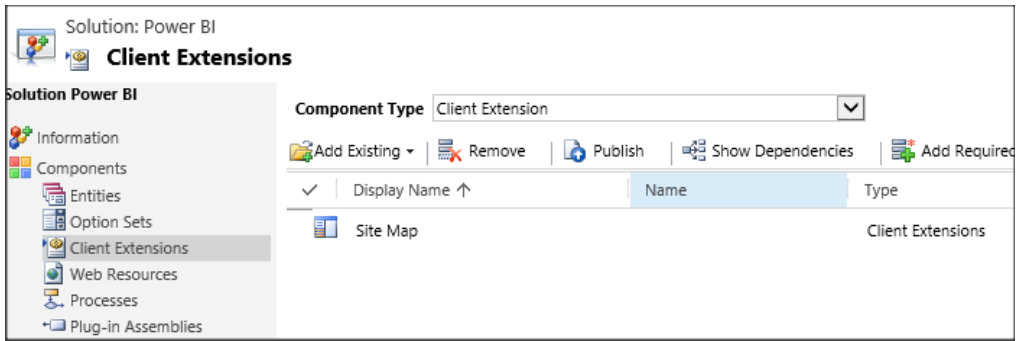 Solution: Power BI
Client Extensions
Solution Power BI
Information
Components
Entities
Option Sets
Client Extensions
Web Resources
Processes
Plug-in Assemblies
Component Type Client Extension
Add Existing Remove Publish Show Dependencies Add Required
Display Name Name Type
Site Map Client Extensions